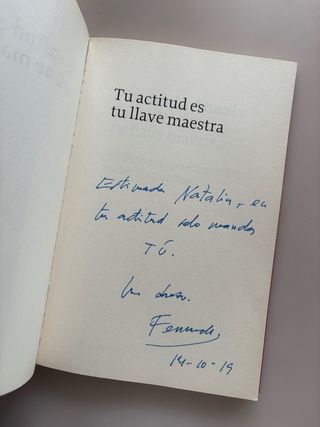 Tu actitud es
tu llave maestra
Estimada Natalia, en
tu actitud solo mandas
TÚ.
Un abrazo.
14-10-19